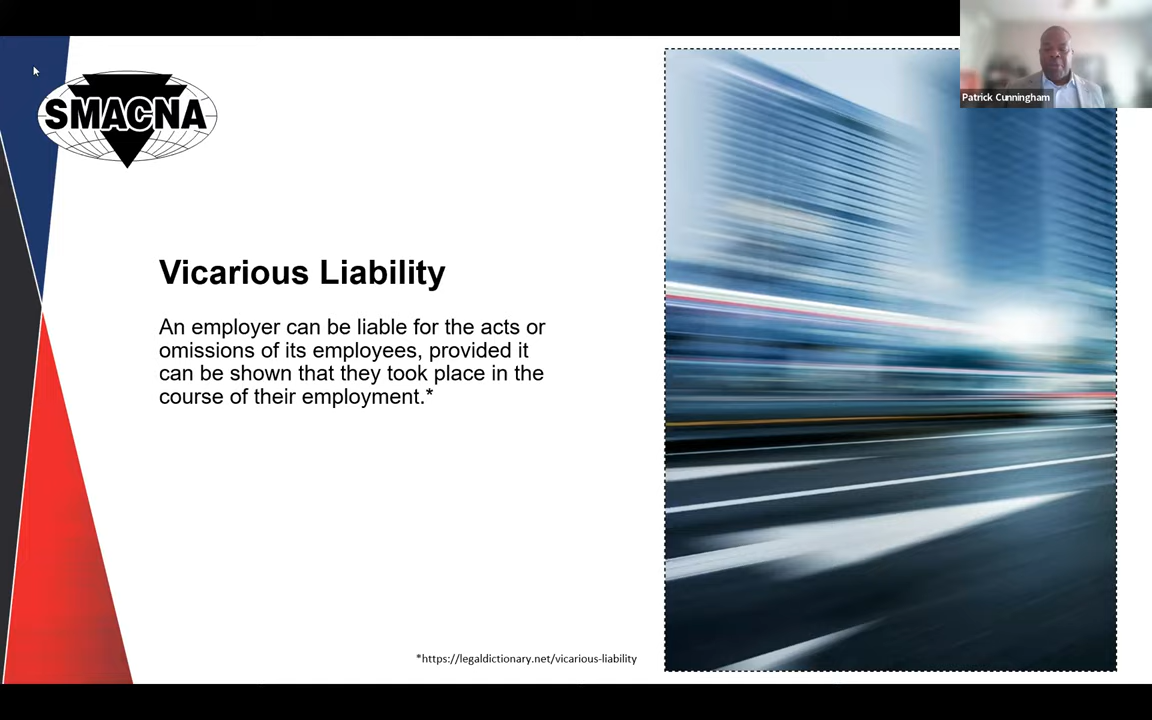 SMACNA
Patrick Cunningham
Vicarious Liability
An employer can be liable for the acts or
omissions of its employees, provided it
can be shown that they took place in the
course of their employment.*
*https://legaldictionary.net/vicarious-liability